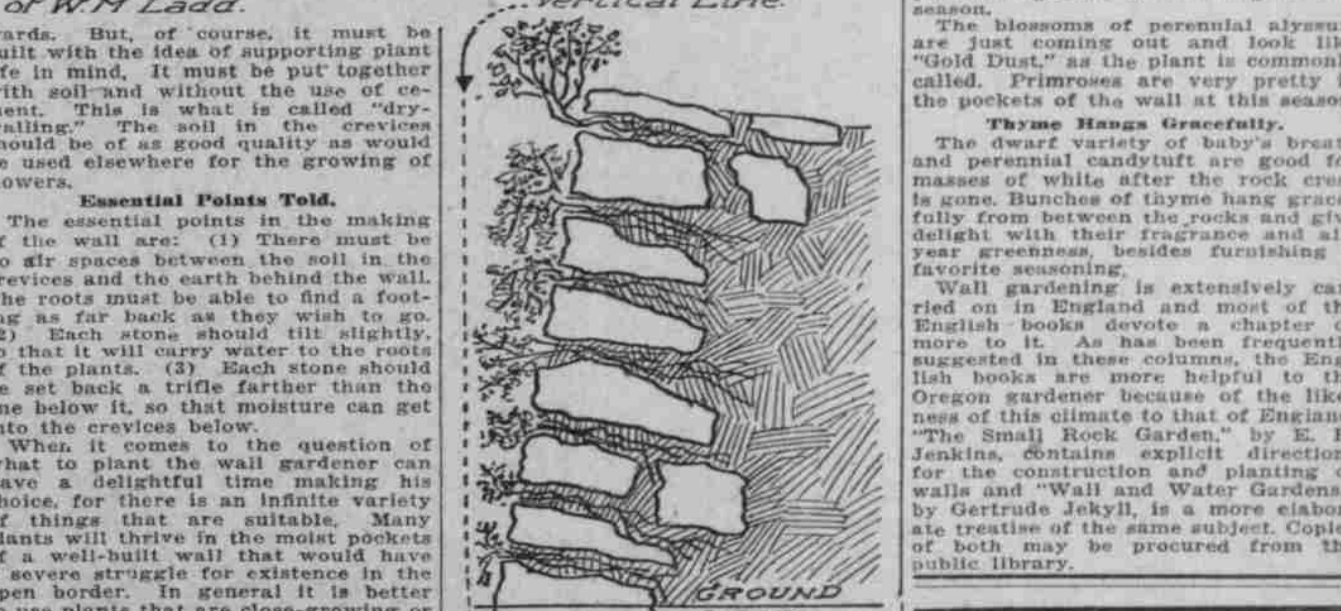 of W.M Ladd.
ards. But, of course, it must be
uilt with the idea of supporting plant
fe in mind. It must be put together
ith soil and without the use of ce-
ent. This is what is called "dry-
alling." The soil in the crevices
hould be of as good quality as would
e used elsewhere for the growing of
owers.
Essential Points Told.
The essential points in the making
f the wall are: (1) There must be
o air spaces between the soil in the
revices and the earth behind the wall.
he roots must be able to find a foot-
ng as far back as they wish to go.
2) Each stone should tilt slightly,
o that it will carry water to the roots
f the plants. (3) Each stone should
e set back a trifle farther than the
ne below it, so that moisture can get
nto the crevices below.
When it comes to the question of
hat to plant the wall gardener can
ave a delightful time making his
hoice, for there is an infinite variety
f things that are suitable. Many
lants will thrive in the moist pockets
f a well-built wall that would have
severe struggle for existence in the
pen border. In general it is better
use plants that are close-growing or
Vertical Line
GROUND
season.
The blossoms of perennial alyssu
are just coming out and look lik
"Gold Dust," as the plant is commonl
called. Primroses are very pretty
the pockets of the wall at this seaso
Thyme Hangs Gracefully.
The dwarf variety of baby's breat
and perennial candytuft are good fo
masses of white after the rock cres
is gone. Bunches of thyme hang grace
fully from between the rocks and giv
delight with their fragrance and al
year greenness, besides furnishing
favorite seasoning.
Wall gardening is extensively car
ried on in England and most of th
English books devote a chapter o
more to it. As has been frequentl
suggested in these columns, the Eng
lish books are more helpful to th
Oregon gardener because of the like
ness of this climate to that of England
"The Small Rock Garden," by E. H
Jenkins, contains explicit direction
for the construction and planting o
walls and "Wall and Water Gardens
by Gertrude Jekyll, is a more elabor
ate treatise of the same subject. Copie
of both may be procured from th
public library.